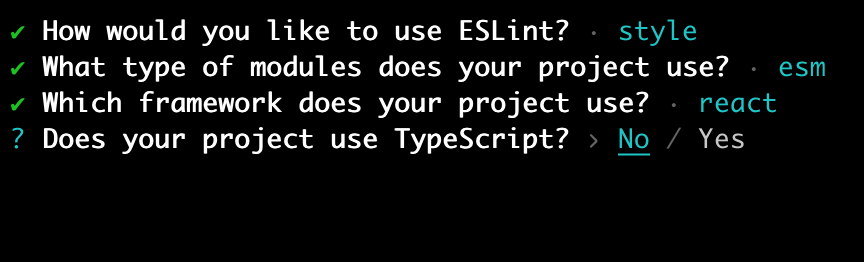 ✔ How would you like to use ESLint? · style
✔ What type of modules does your project use? · esm
✔ Which framework does your project use? · react
? Does your project use TypeScript? › No / Yes